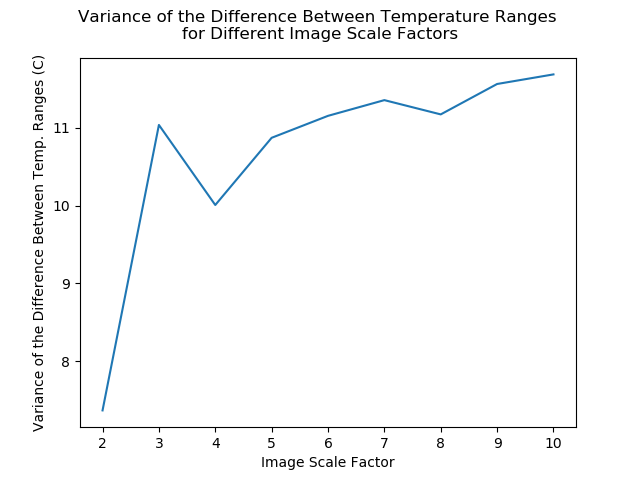 Variance of the Difference Between Temperature Ranges
for Different Image Scale Factors
Variance of the Difference Between Temp. Ranges (C)
11
10
9
8
2 3 4 5 6 7 8 9 10
Image Scale Factor